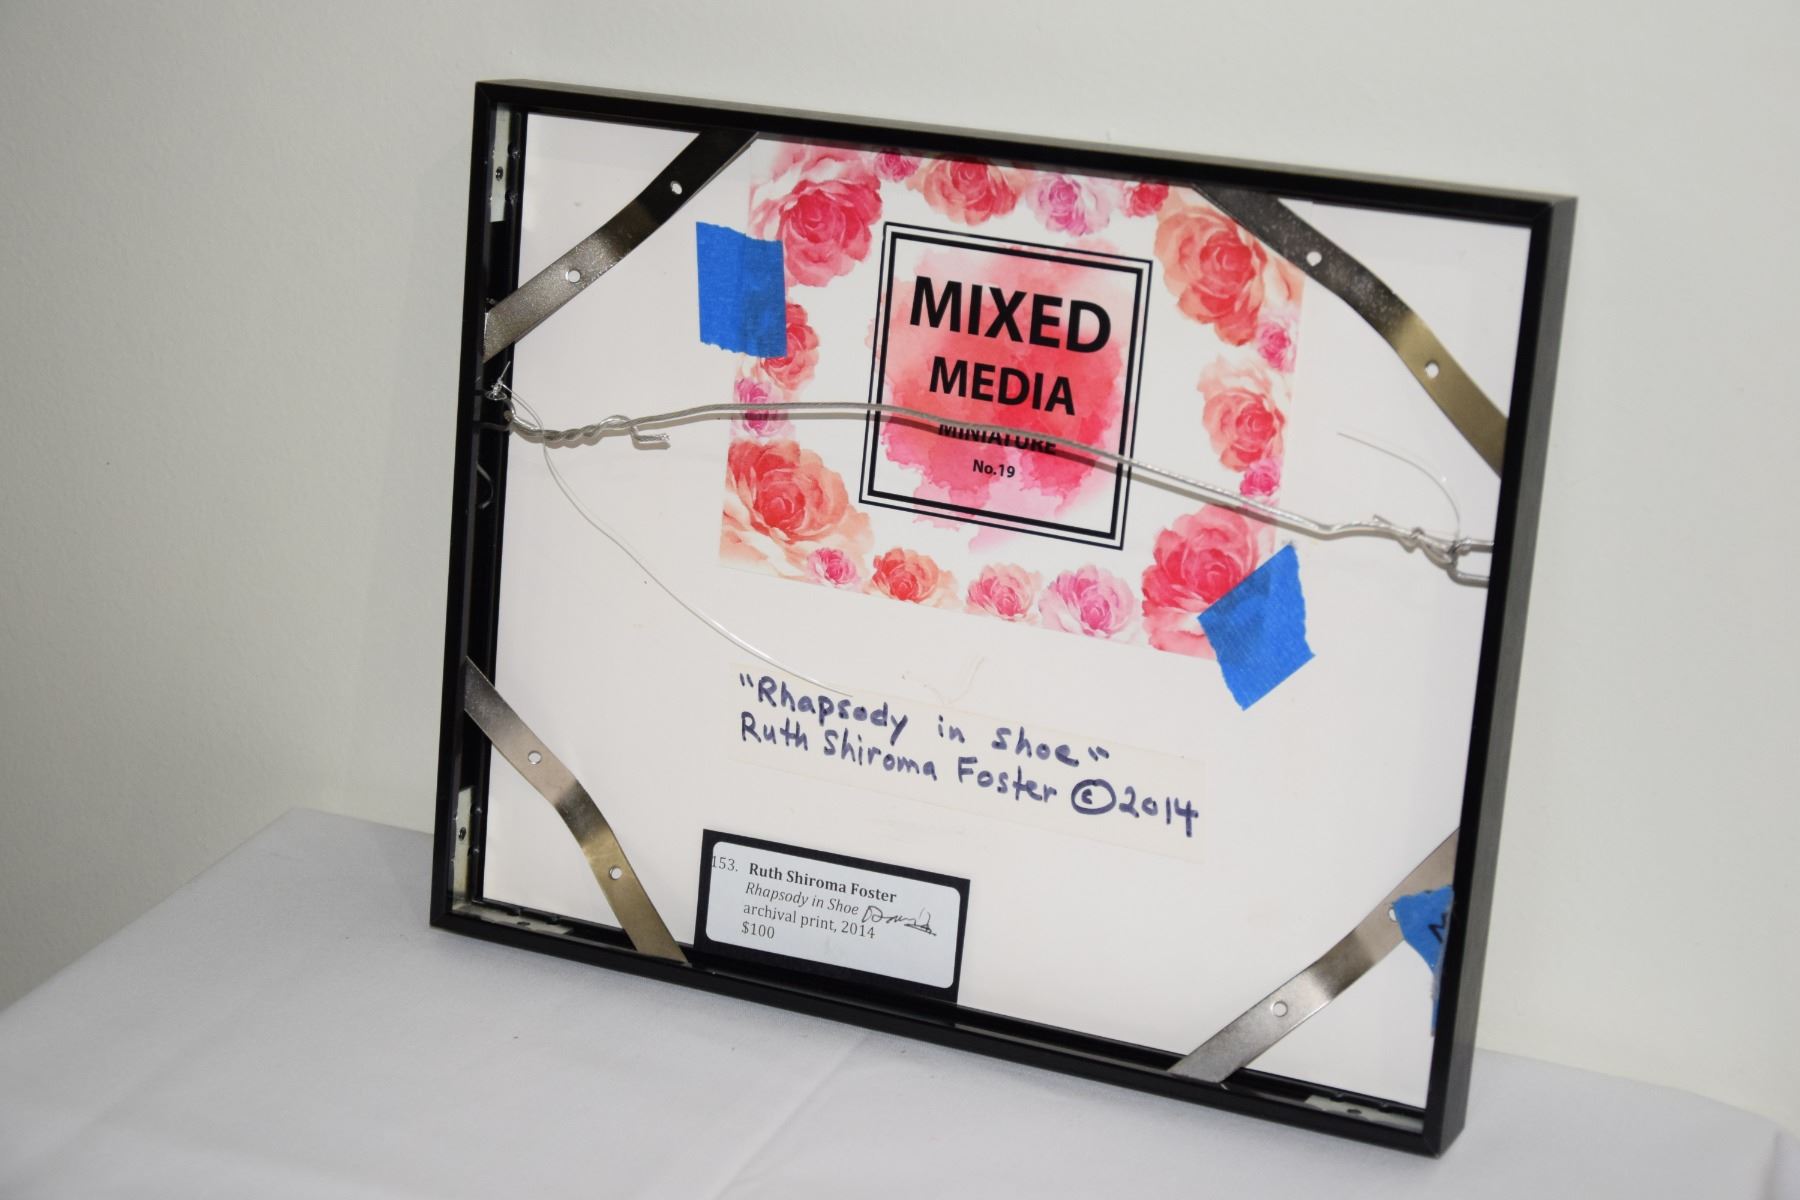 MIXED
MEDIA
MINIATURE
No.19
"Rhapsody in Shoe"
Ruth Shiroma Foster © 2014
153. Ruth Shiroma Foster
Rhapsody in Shoe
archival print, 2014
$100